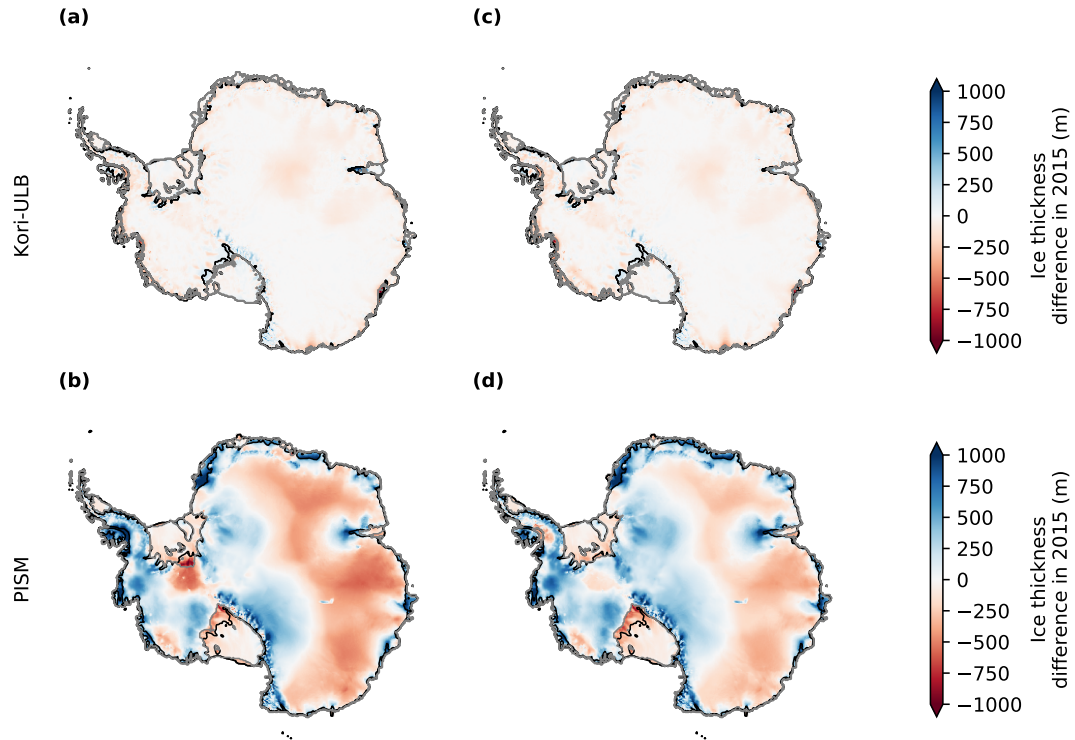 (a)
(c)
Kori-ULB
1000
750
500
250
0
−250
−500
−750
−1000
Ice thickness
difference in 2015 (m)
(b)
(d)
PISM
1000
750
500
250
0
−250
−500
−750
−1000
Ice thickness
difference in 2015 (m)